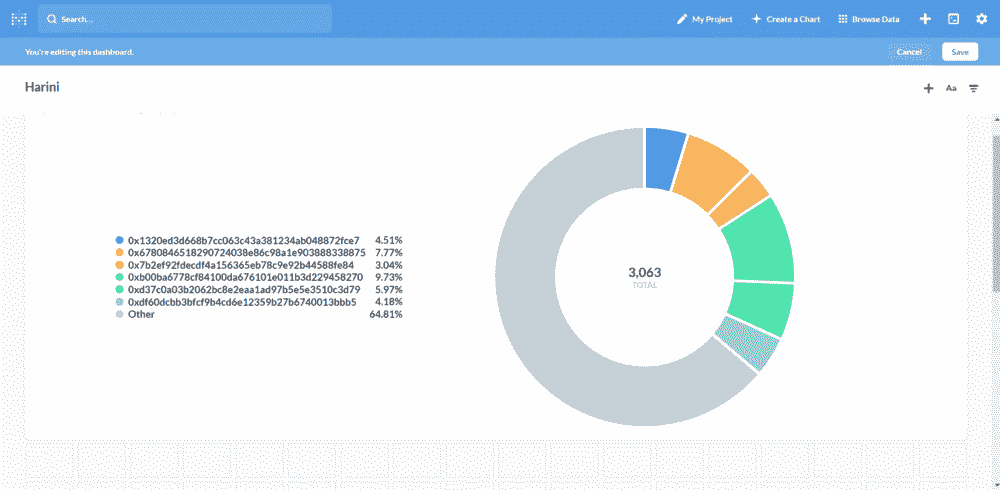 Search...
My Project
Create a Chart
Browse Data
You're editing this dashboard.
Cancel
Save
Harini
Aa
0x1320ed3d668b7cc063c43a381234ab048872fce7 4.51%
0x6780846518290724038e86c98a1e903888338875 7.77%
0x7b2ef92fdecdf4a156365eb78c9e92b44588fe84 3.04%
0xb00ba6778cf84100da676101e011b3d229458270 9.73%
0xd37c0a03b2062bc8e2eaa1ad97b5e5e3510c3d79 5.97%
0xdf60dcbb3bfcf9b4cd6e12359b27b6740013bbb5 4.18%
Other 64.81%
3,063
TOTAL